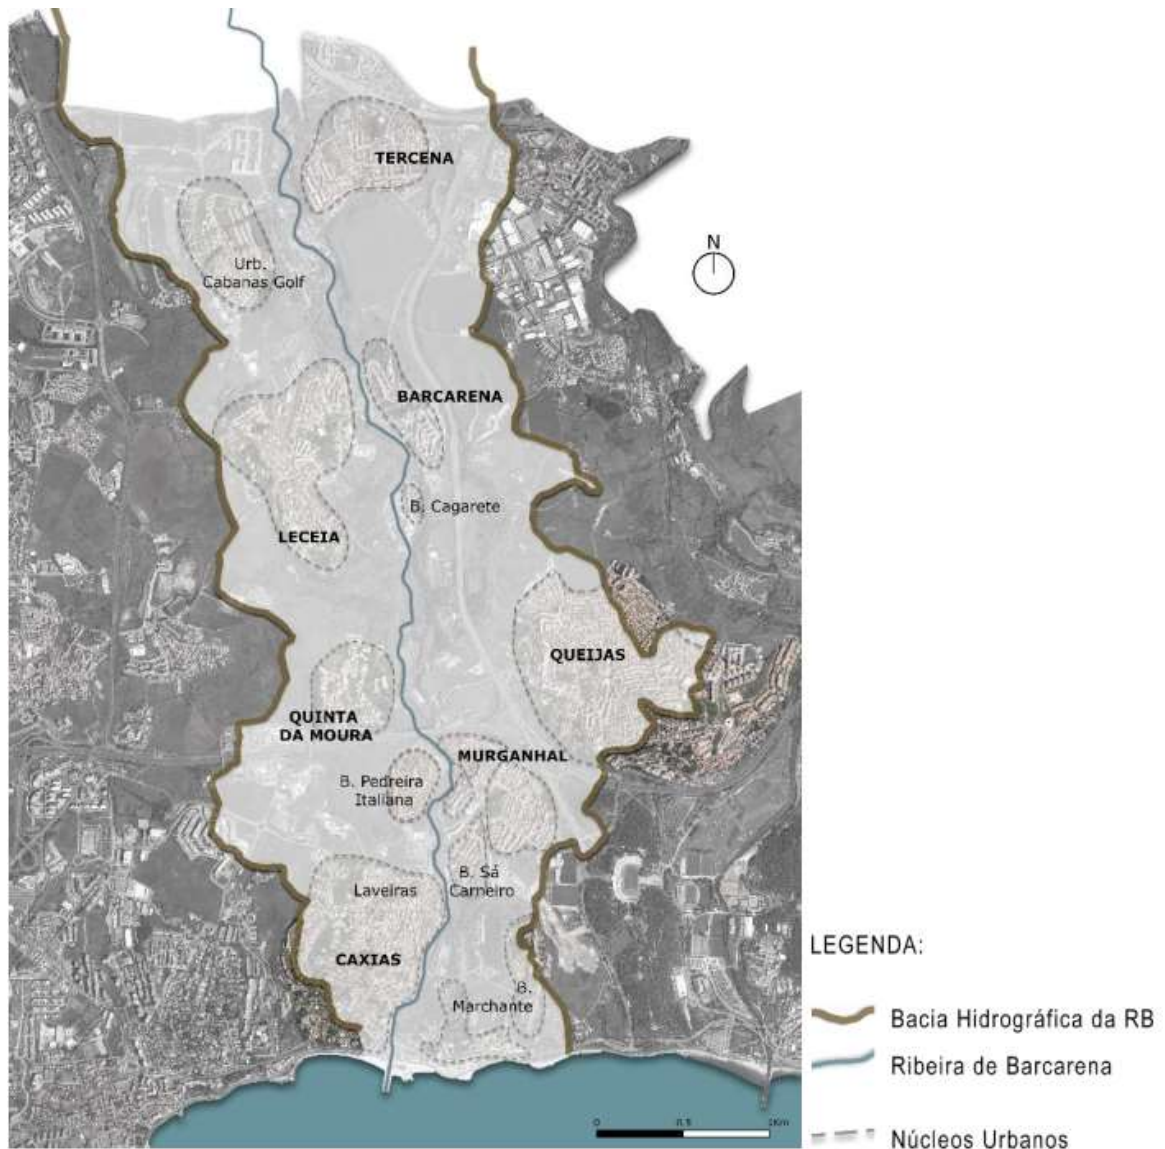 TERCENA
N
Urb.
Cabanas Golf
BARCARENA
B. Cagarete
LECEIA
QUEIJAS
QUINTA
DA MOURA
MURGANHAL
B. Pedreira
Italiana
B. Sá
Carneiro
Laveiras
CAXIAS
B.
Marchante
0 0.5 1Km
LEGENDA:
Bacia Hidrográfica da RB
Ribeira de Barcarena
Núcleos Urbanos